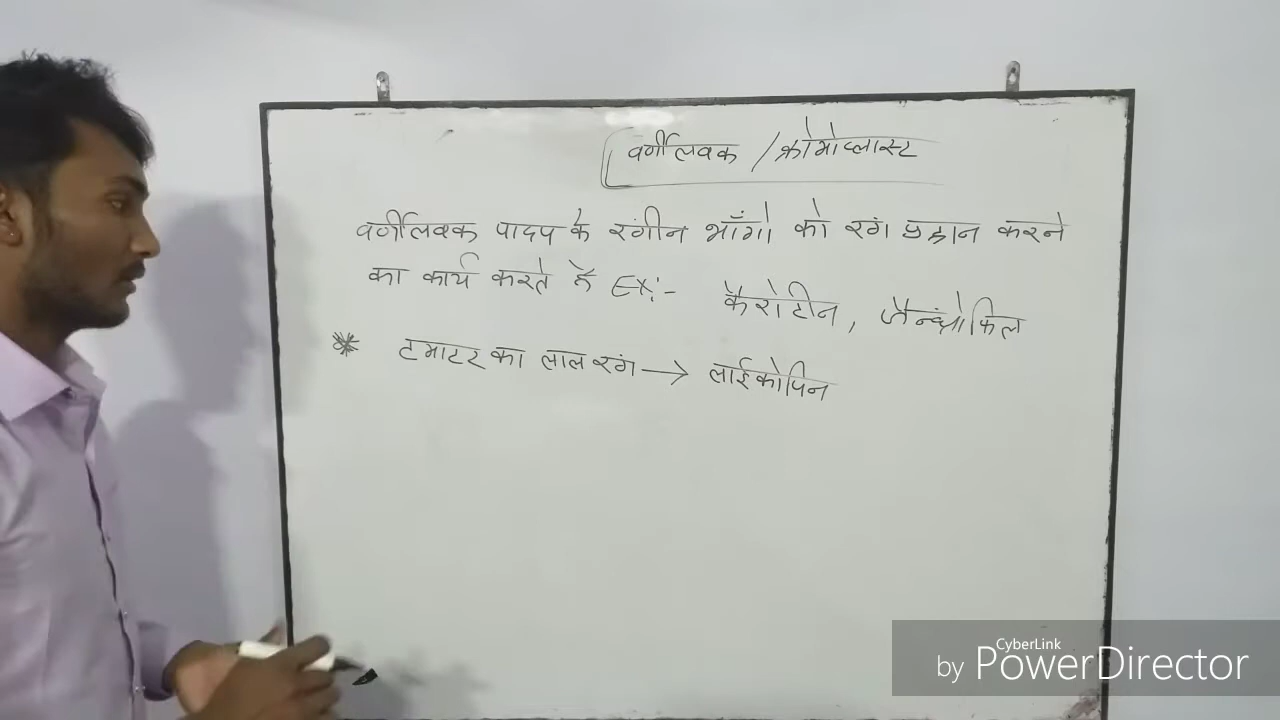 वर्णीलवक / क्रोमोप्लास्ट
वर्णीलवक पादप के रंगीन भाँगो को रंग प्रदान करने
का कार्य करते हैं EX:- कैरोटीन, जैन्थोफिल
* टमाटर का लाल रंग → लाईकोपिन
CyberLink
by PowerDirector